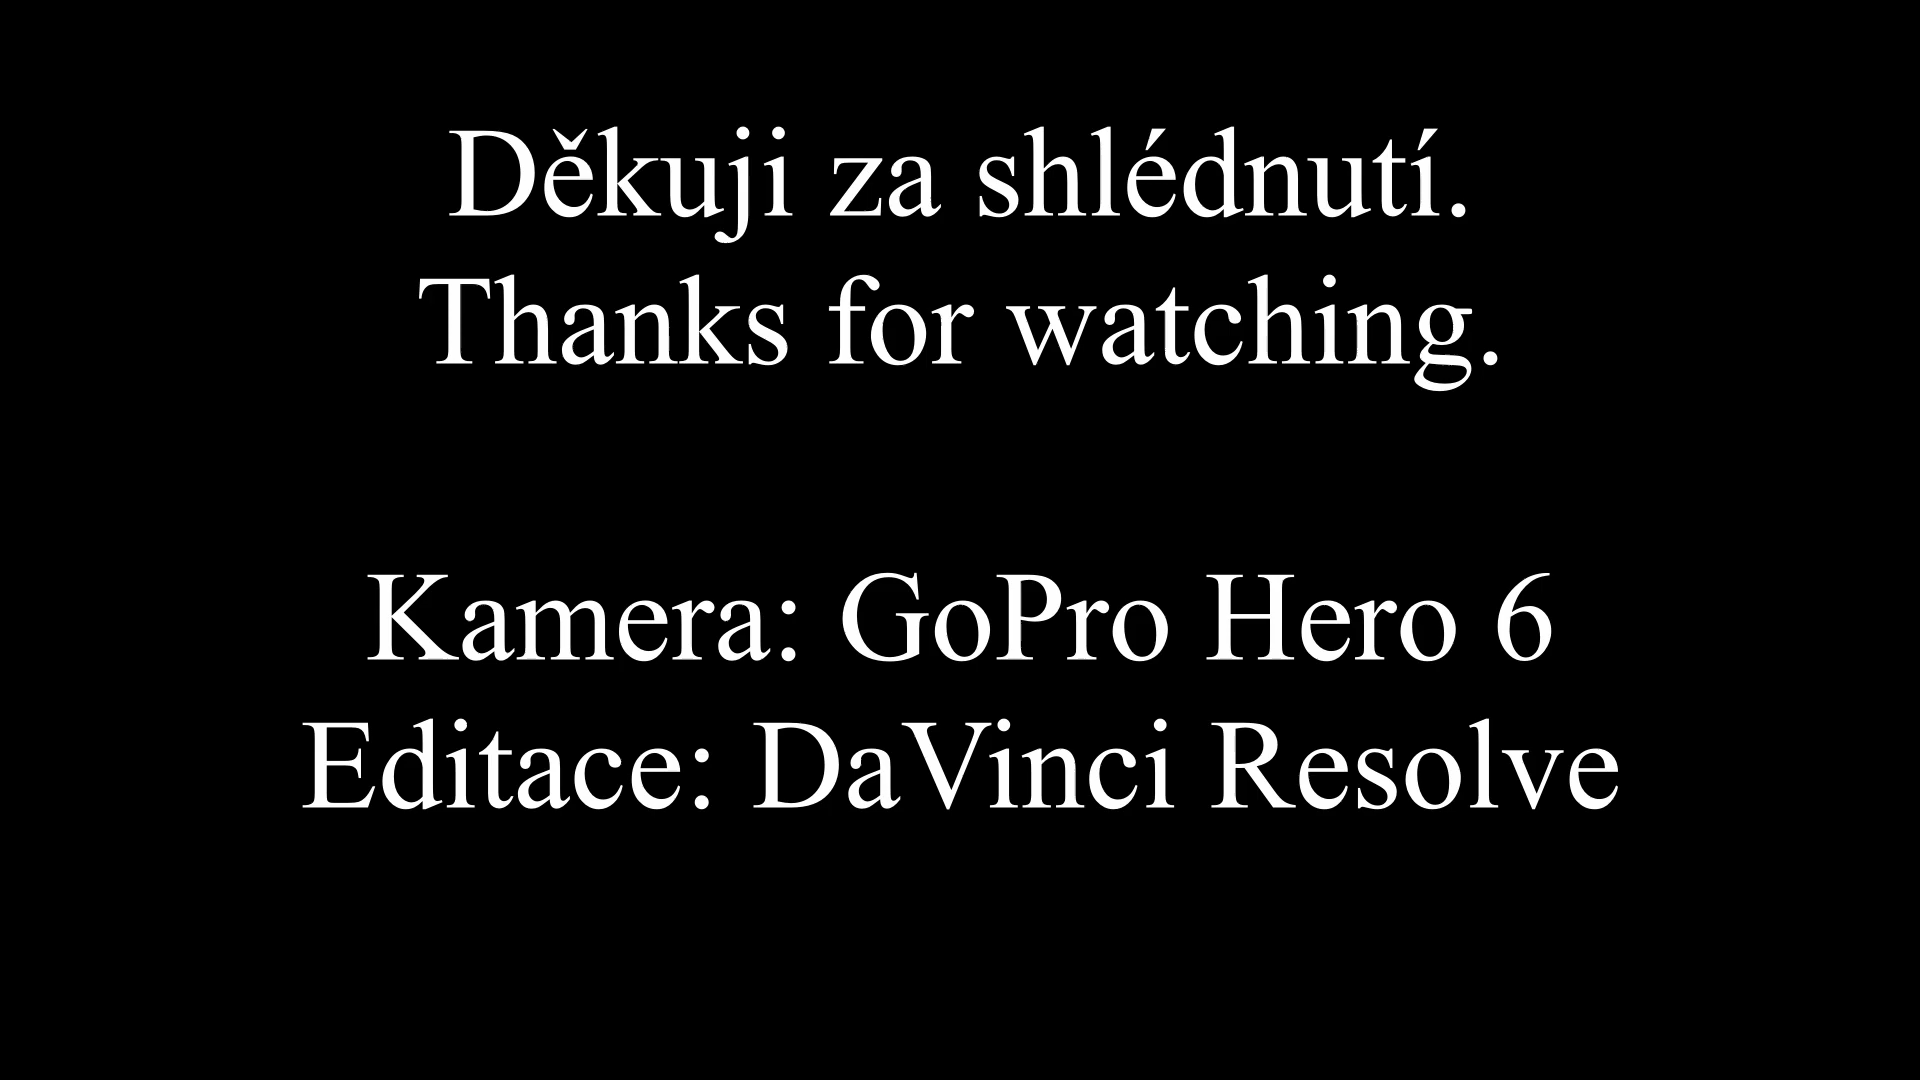 Děkuji za shlédnutí.
Thanks for watching.
Kamera: GoPro Hero 6
Editace: DaVinci Resolve